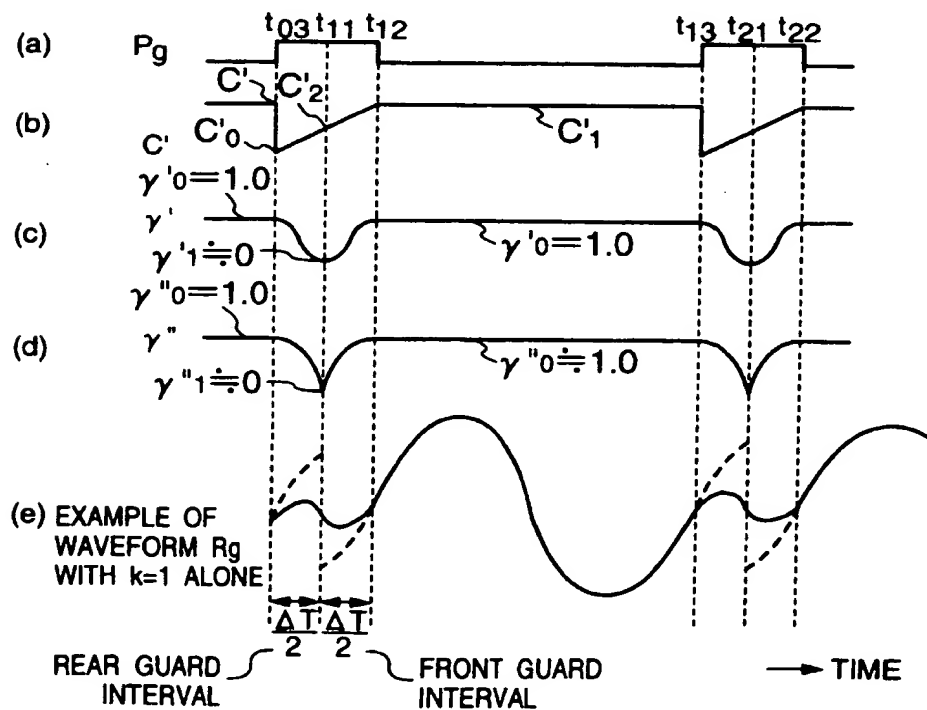 t03 t11 t12 t13 t21 t22
(a) Pg
C' C'2
(b) C'0 C'1
C'
γ'0=1.0
γ'
(c) γ'1≒0 γ'0=1.0
γ"0=1.0
γ"
(d) γ"1≒0 γ"0≒1.0
(e) EXAMPLE OF
WAVEFORM Rg
WITH k=1 ALONE
ΔT/2 ΔT/2
REAR GUARD
INTERVAL
FRONT GUARD
INTERVAL
TIME